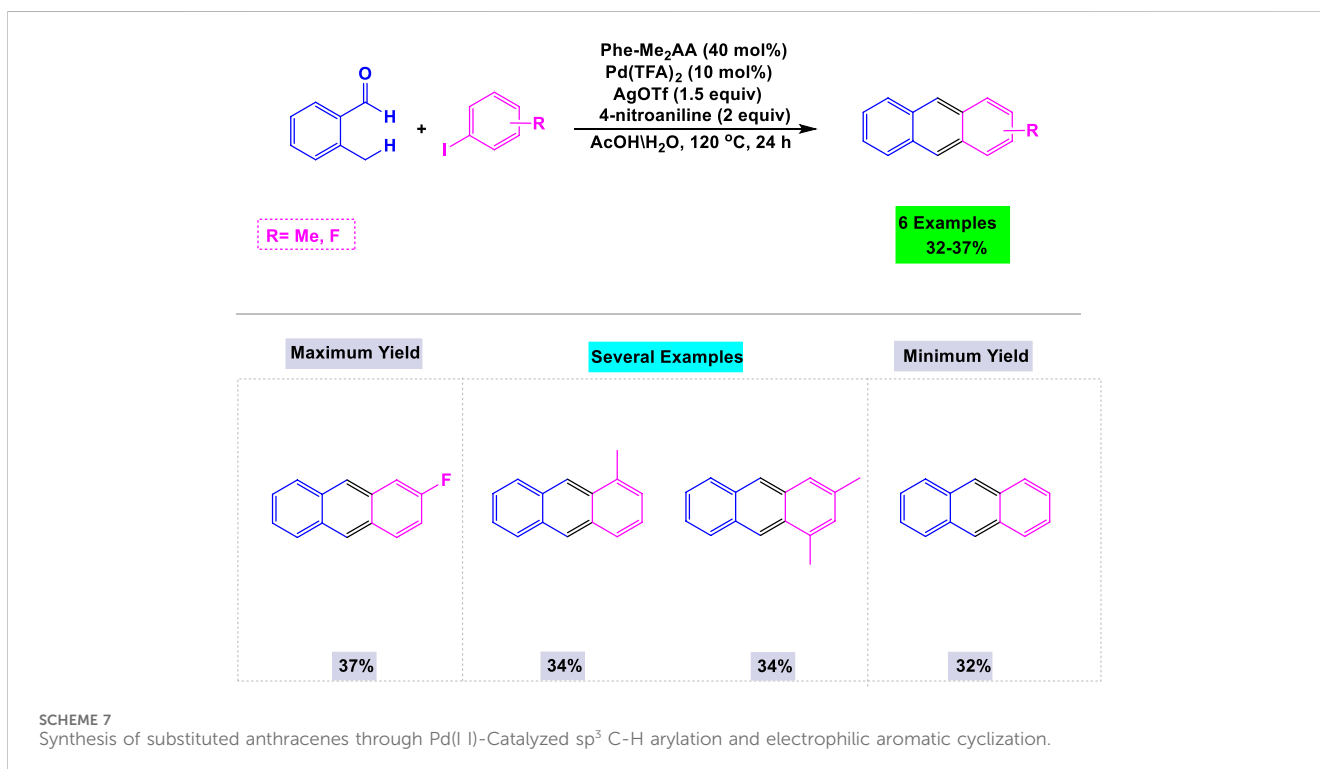 Phe-Me₂AA (40 mol%)
Pd(TFA)₂ (10 mol%)
AgOTf (1.5 equiv)
4-nitroaniline (2 equiv)
AcOH\H₂O, 120 °C, 24 h
O
H
H
+
I
R
R
R= Me, F
6 Examples
32-37%
Maximum Yield
Several Examples
Minimum Yield
F
37%
34%
34%
32%
SCHEME 7
Synthesis of substituted anthracenes through Pd(I I)-Catalyzed sp³ C-H arylation and electrophilic aromatic cyclization.